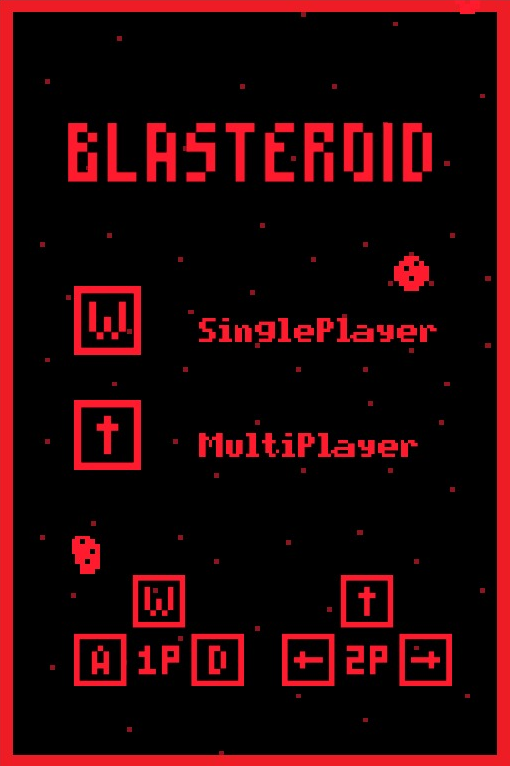 BLASTEROID
W SinglePlayer
↑ MultiPlayer
W ↑
A 1P D ← 2P →